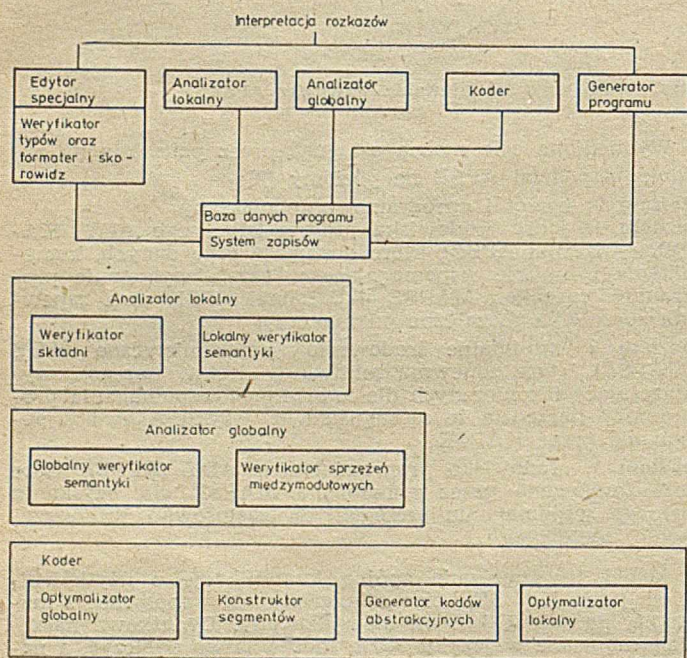 Interpretacja rozkazów
Edytor
specjalny
Weryfikator
typów oraz
formater i sko-
rowidz
Analizator
lokalny
Analizator
globalny
Koder
Generator
programu
Baza danych programu
System zapisów
Analizator lokalny
Weryfikator
składni
Lokalny weryfikator
semantyki
Analizator globalny
Globalny weryfikator
semantyki
Weryfikator sprzężeń
międzymodułowych
Koder
Optymalizator
globalny
Konstruktor
segmentów
Generator kodów
abstrakcyjnych
Optymalizator
lokalny